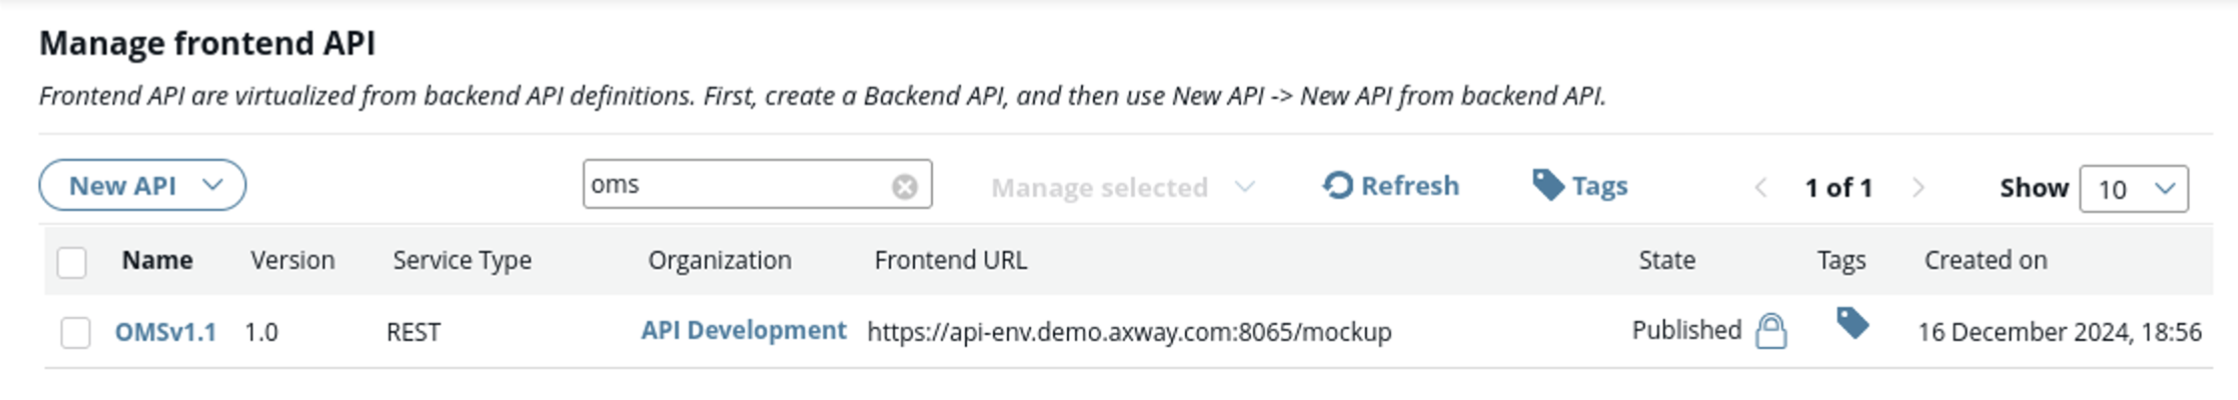 Manage frontend API
Frontend API are virtualized from backend API definitions. First, create a Backend API, and then use New API -> New API from backend API.
New API oms Manage selected Refresh Tags 1 of 1 Show 10
Name Version Service Type Organization Frontend URL State Tags Created on
OMSv1.1 1.0 REST API Development https://api-env.demo.axway.com:8065/mockup Published 16 December 2024, 18:56